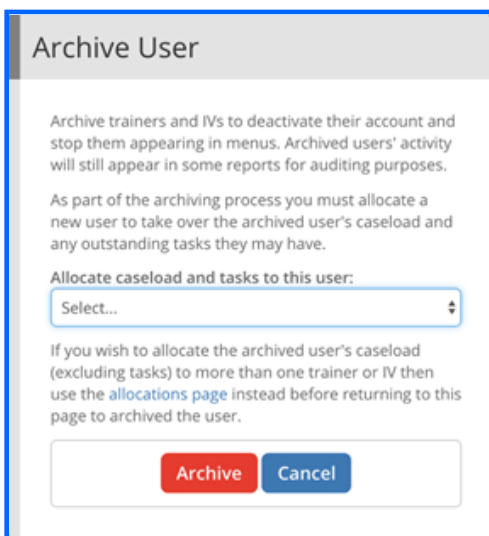 Archive User
Archive trainers and IVs to deactivate their account and
stop them appearing in menus. Archived users' activity
will still appear in some reports for auditing purposes.
As part of the archiving process you must allocate a
new user to take over the archived user's caseload and
any outstanding tasks they may have.
Allocate caseload and tasks to this user:
Select...
If you wish to allocate the archived user's caseload
(excluding tasks) to more than one trainer or IV then
use the allocations page instead before returning to this
page to archived the user.
Archive Cancel